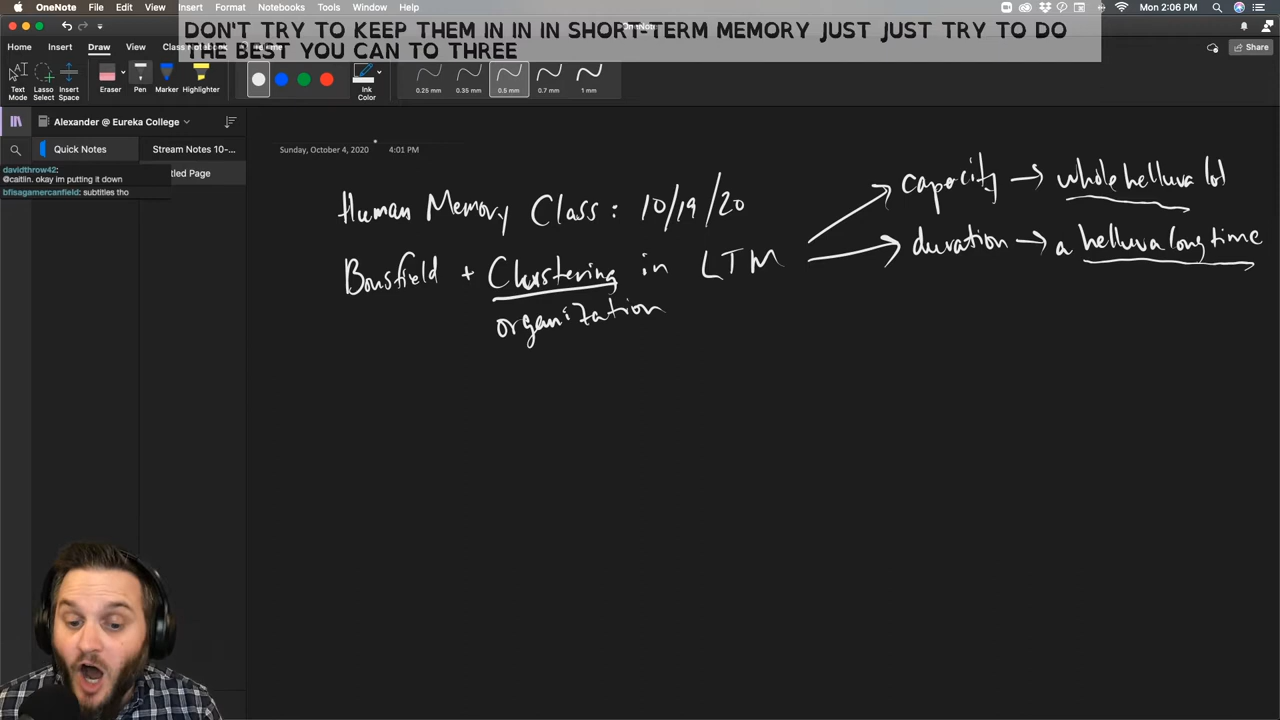 OneNote File Edit View Insert Format Notebooks Tools Window Help
Mon 2:06 PM
DON'T TRY TO KEEP THEM IN IN IN SHORT-TERM MEMORY JUST JUST TRY TO DO
THE BEST YOU CAN TO THREE
Home Insert Draw View Class Notebook
Share
Text Mode
Lasso Select
Insert Space
Eraser
Pen
Marker
Highlighter
Ink Color
0.25 mm 0.35 mm 0.5 mm 0.7 mm 1 mm
Alexander @ Eureka College
Quick Notes
Stream Notes 10-...
Sunday, October 4, 2020 4:01 PM
davidthrow42:
@caitlin. okay im putting it down
bfisagamercanfield: subtitles tho
Page
Human Memory Class: 10/19/20
capacity → whole helluva lot
duration → a helluva long time
Bousfield + Clustering in LTM
organization